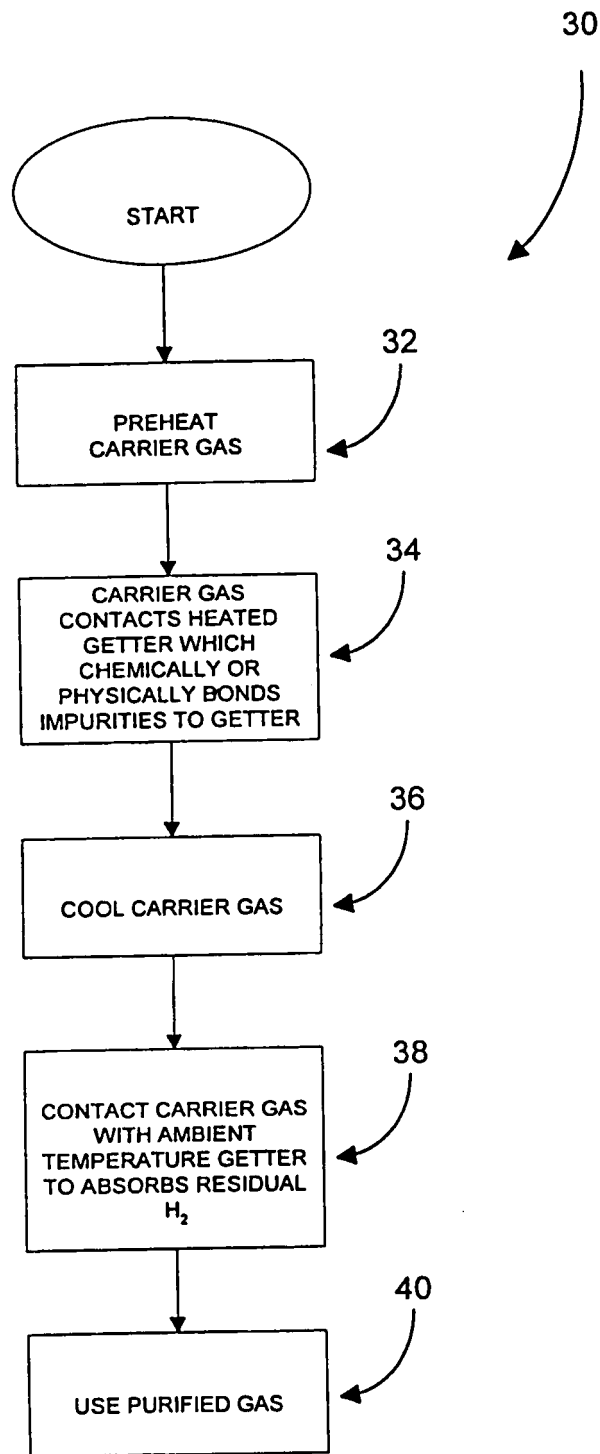 30
START
32
PREHEAT
CARRIER GAS
34
CARRIER GAS
CONTACTS HEATED
GETTER WHICH
CHEMICALLY OR
PHYSICALLY BONDS
IMPURITIES TO GETTER
36
COOL CARRIER GAS
38
CONTACT CARRIER GAS
WITH AMBIENT
TEMPERATURE GETTER
TO ABSORBS RESIDUAL
H₂
40
USE PURIFIED GAS